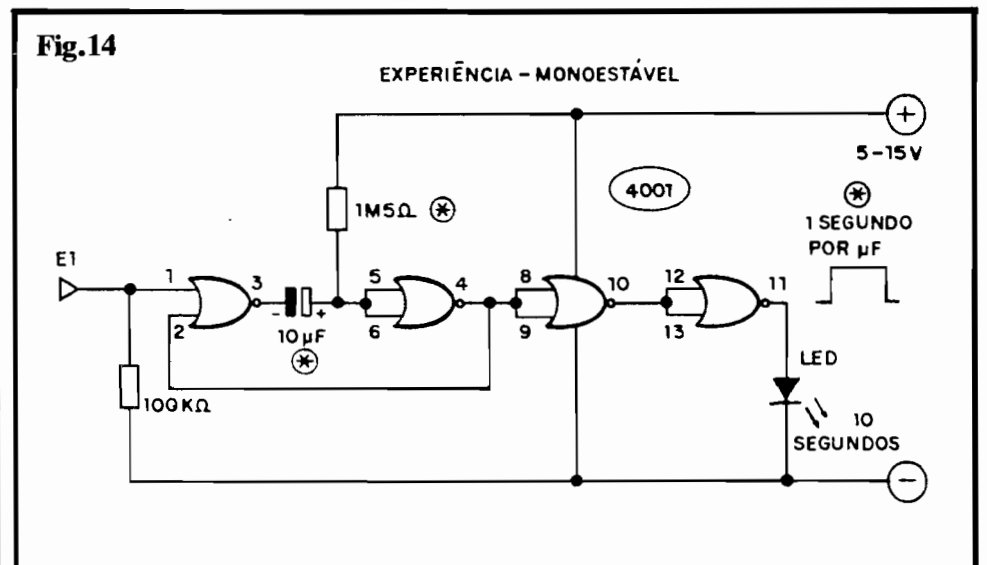 Fig.14
EXPERIÊNCIA - MONOESTÁVEL
+
5-15V
4001
1M5Ω *
*
1 SEGUNDO
POR µF
E1
1
2
3
-
+
10µF
*
5
6
4
8
9
10
12
13
11
LED
100KΩ
10
SEGUNDOS
-